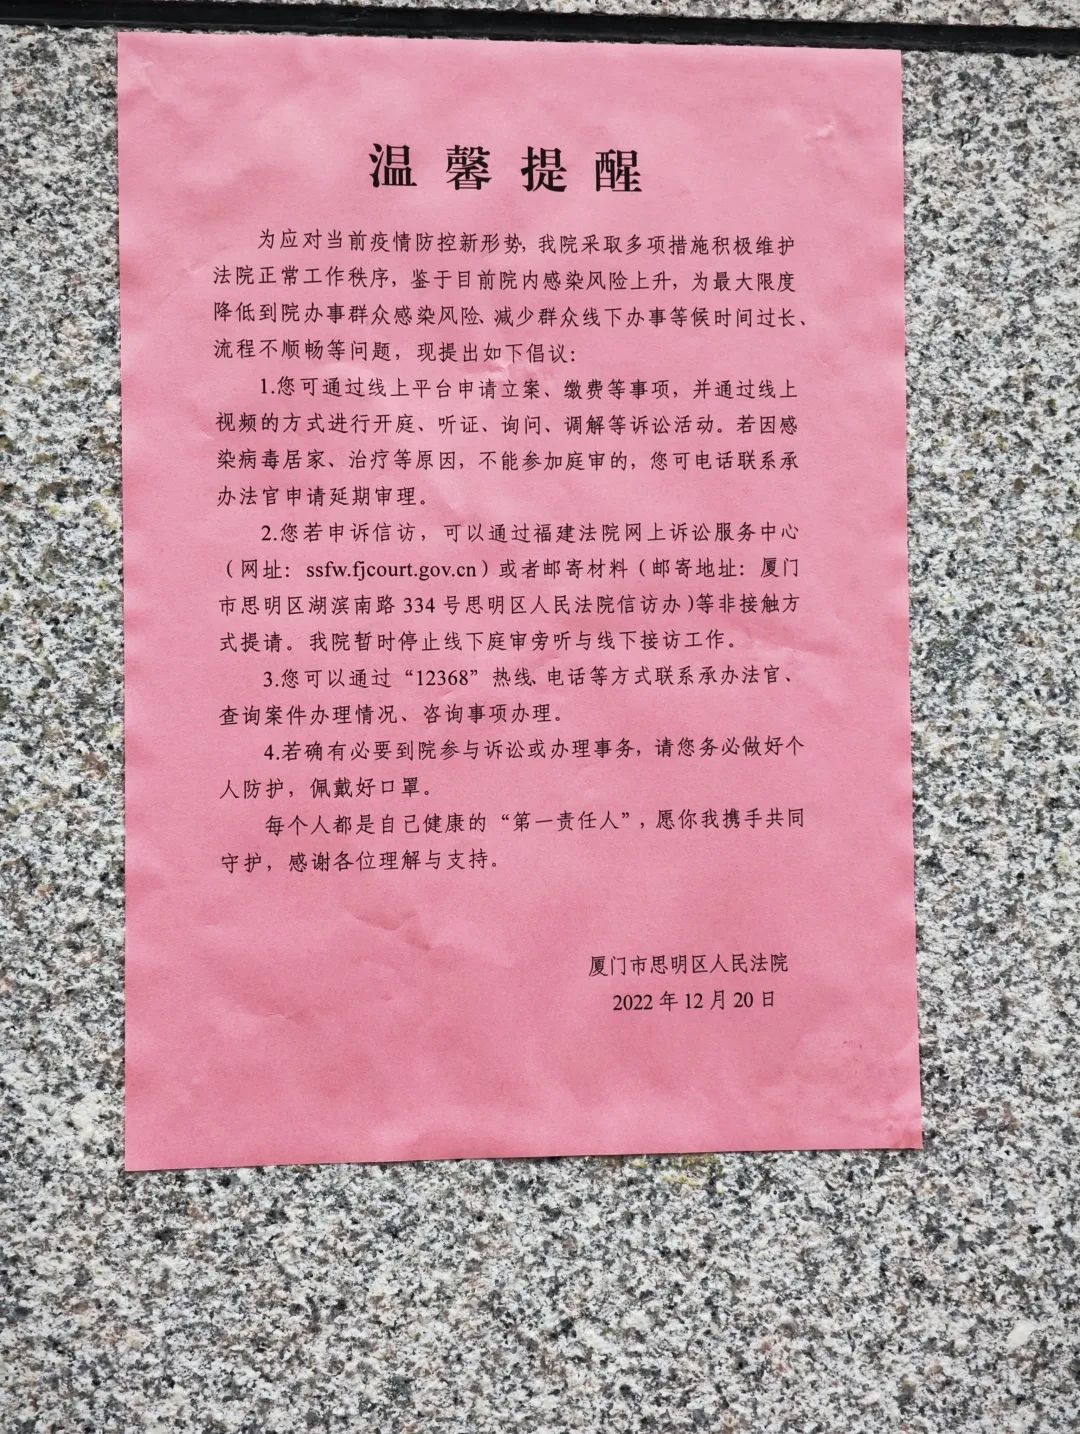 温馨提醒
为应对当前疫情防控新形势，我院采取多项措施积极维护
法院正常工作秩序，鉴于目前院内感染风险上升，为最大限度
降低到院办事群众感染风险、减少群众线下办事等候时间过长、
流程不顺畅等问题，现提出如下倡议：
1.您可通过线上平台申请立案、缴费等事项，并通过线上
视频的方式进行开庭、听证、询问、调解等诉讼活动。若因感
染病毒居家、治疗等原因，不能参加庭审的，您可电话联系承
办法官申请延期审理。
2.您若申诉信访，可以通过福建法院网上诉讼服务中心
（网址：ssfw.fjcourt.gov.cn）或者邮寄材料（邮寄地址：厦门
市思明区湖滨南路 334 号思明区人民法院信访办）等非接触方
式提请。我院暂时停止线下庭审旁听与线下接访工作。
3.您可以通过“12368”热线、电话等方式联系承办法官、
查询案件办理情况、咨询事项办理。
4.若确有必要到院参与诉讼或办理事务，请您务必做好个
人防护，佩戴好口罩。
每个人都是自己健康的“第一责任人”，愿你我携手共同
守护，感谢各位理解与支持。
厦门市思明区人民法院
2022 年 12 月 20 日